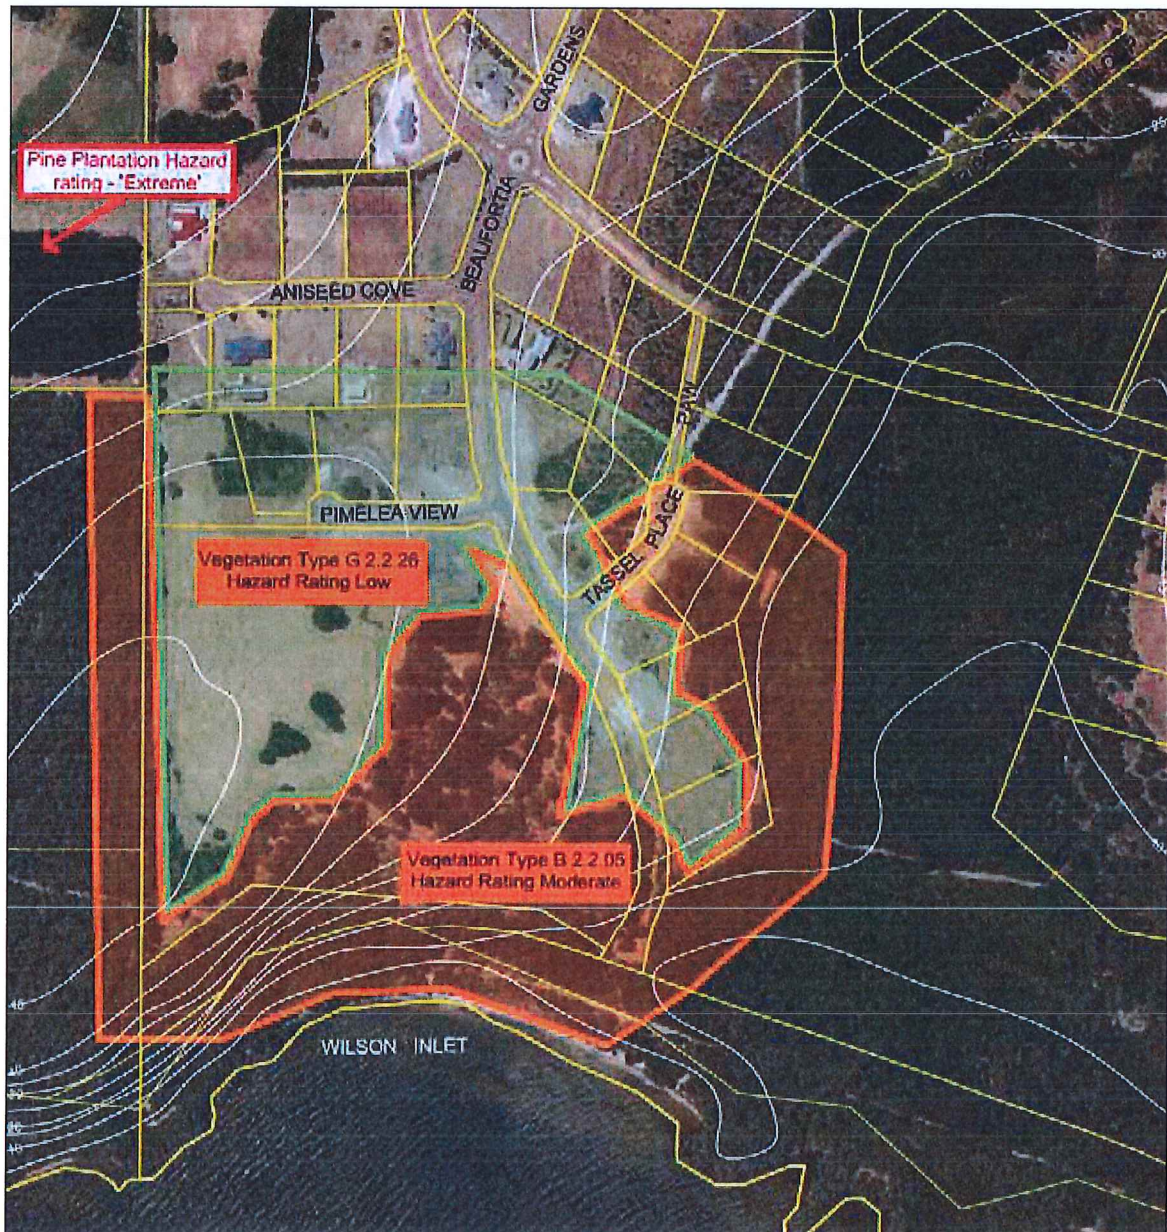 GARDENS
Pine Plantation Hazard
rating - 'Extreme'
BEAUFORTIA
ANISEED COVE
PAW
PIMELEA VIEW
TASSEL PLACE
Vegetation Type G 2.2.26
Hazard Rating Low
Vegetation Type B 2.2.05
Hazard Rating Moderate
WILSON INLET